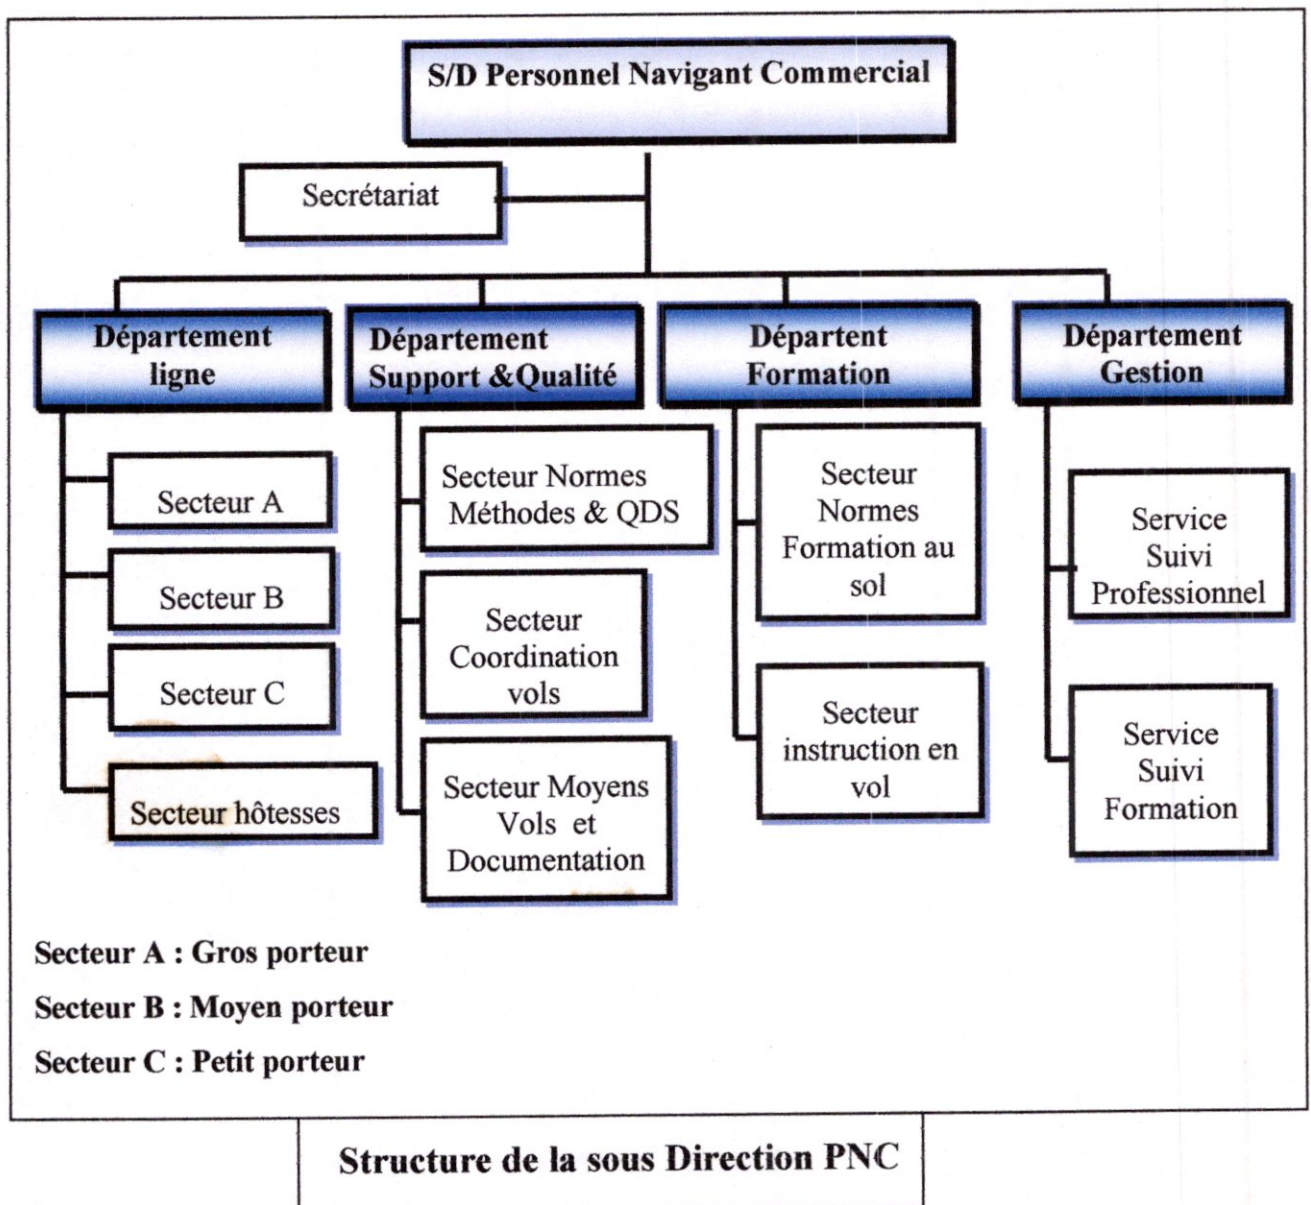 S/D Personnel Navigant Commercial
Secrétariat
Département
ligne
Secteur A
Secteur B
Secteur C
Secteur hôtesses
Département
Support &Qualité
Secteur Normes
Méthodes & QDS
Secteur
Coordination
vols
Secteur Moyens
Vols et
Documentation
Départent
Formation
Secteur
Normes
Formation au
sol
Secteur
instruction en
vol
Département
Gestion
Service
Suivi
Professionnel
Service
Suivi
Formation
Secteur A : Gros porteur
Secteur B : Moyen porteur
Secteur C : Petit porteur
Structure de la sous Direction PNC